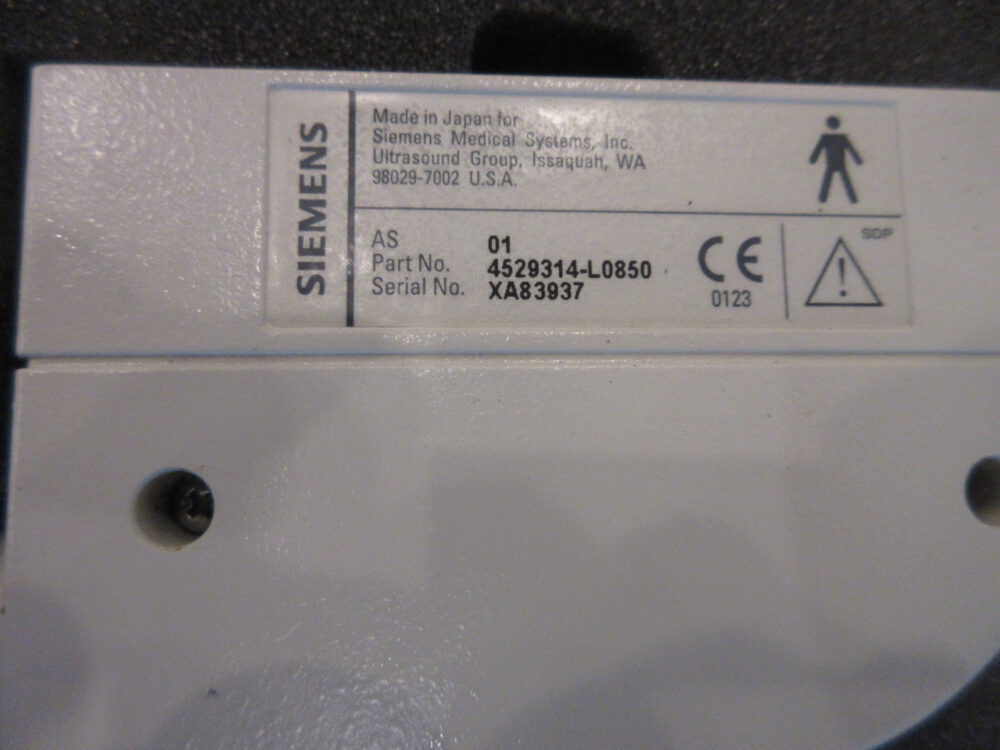 SIEMENS
Made in Japan for
Siemens Medical Systems, Inc.
Ultrasound Group, Issaquah, WA
98029-7002 U.S.A.
AS 01
Part No. 4529314-L0850
Serial No. XA83937
CE
0123
SDP